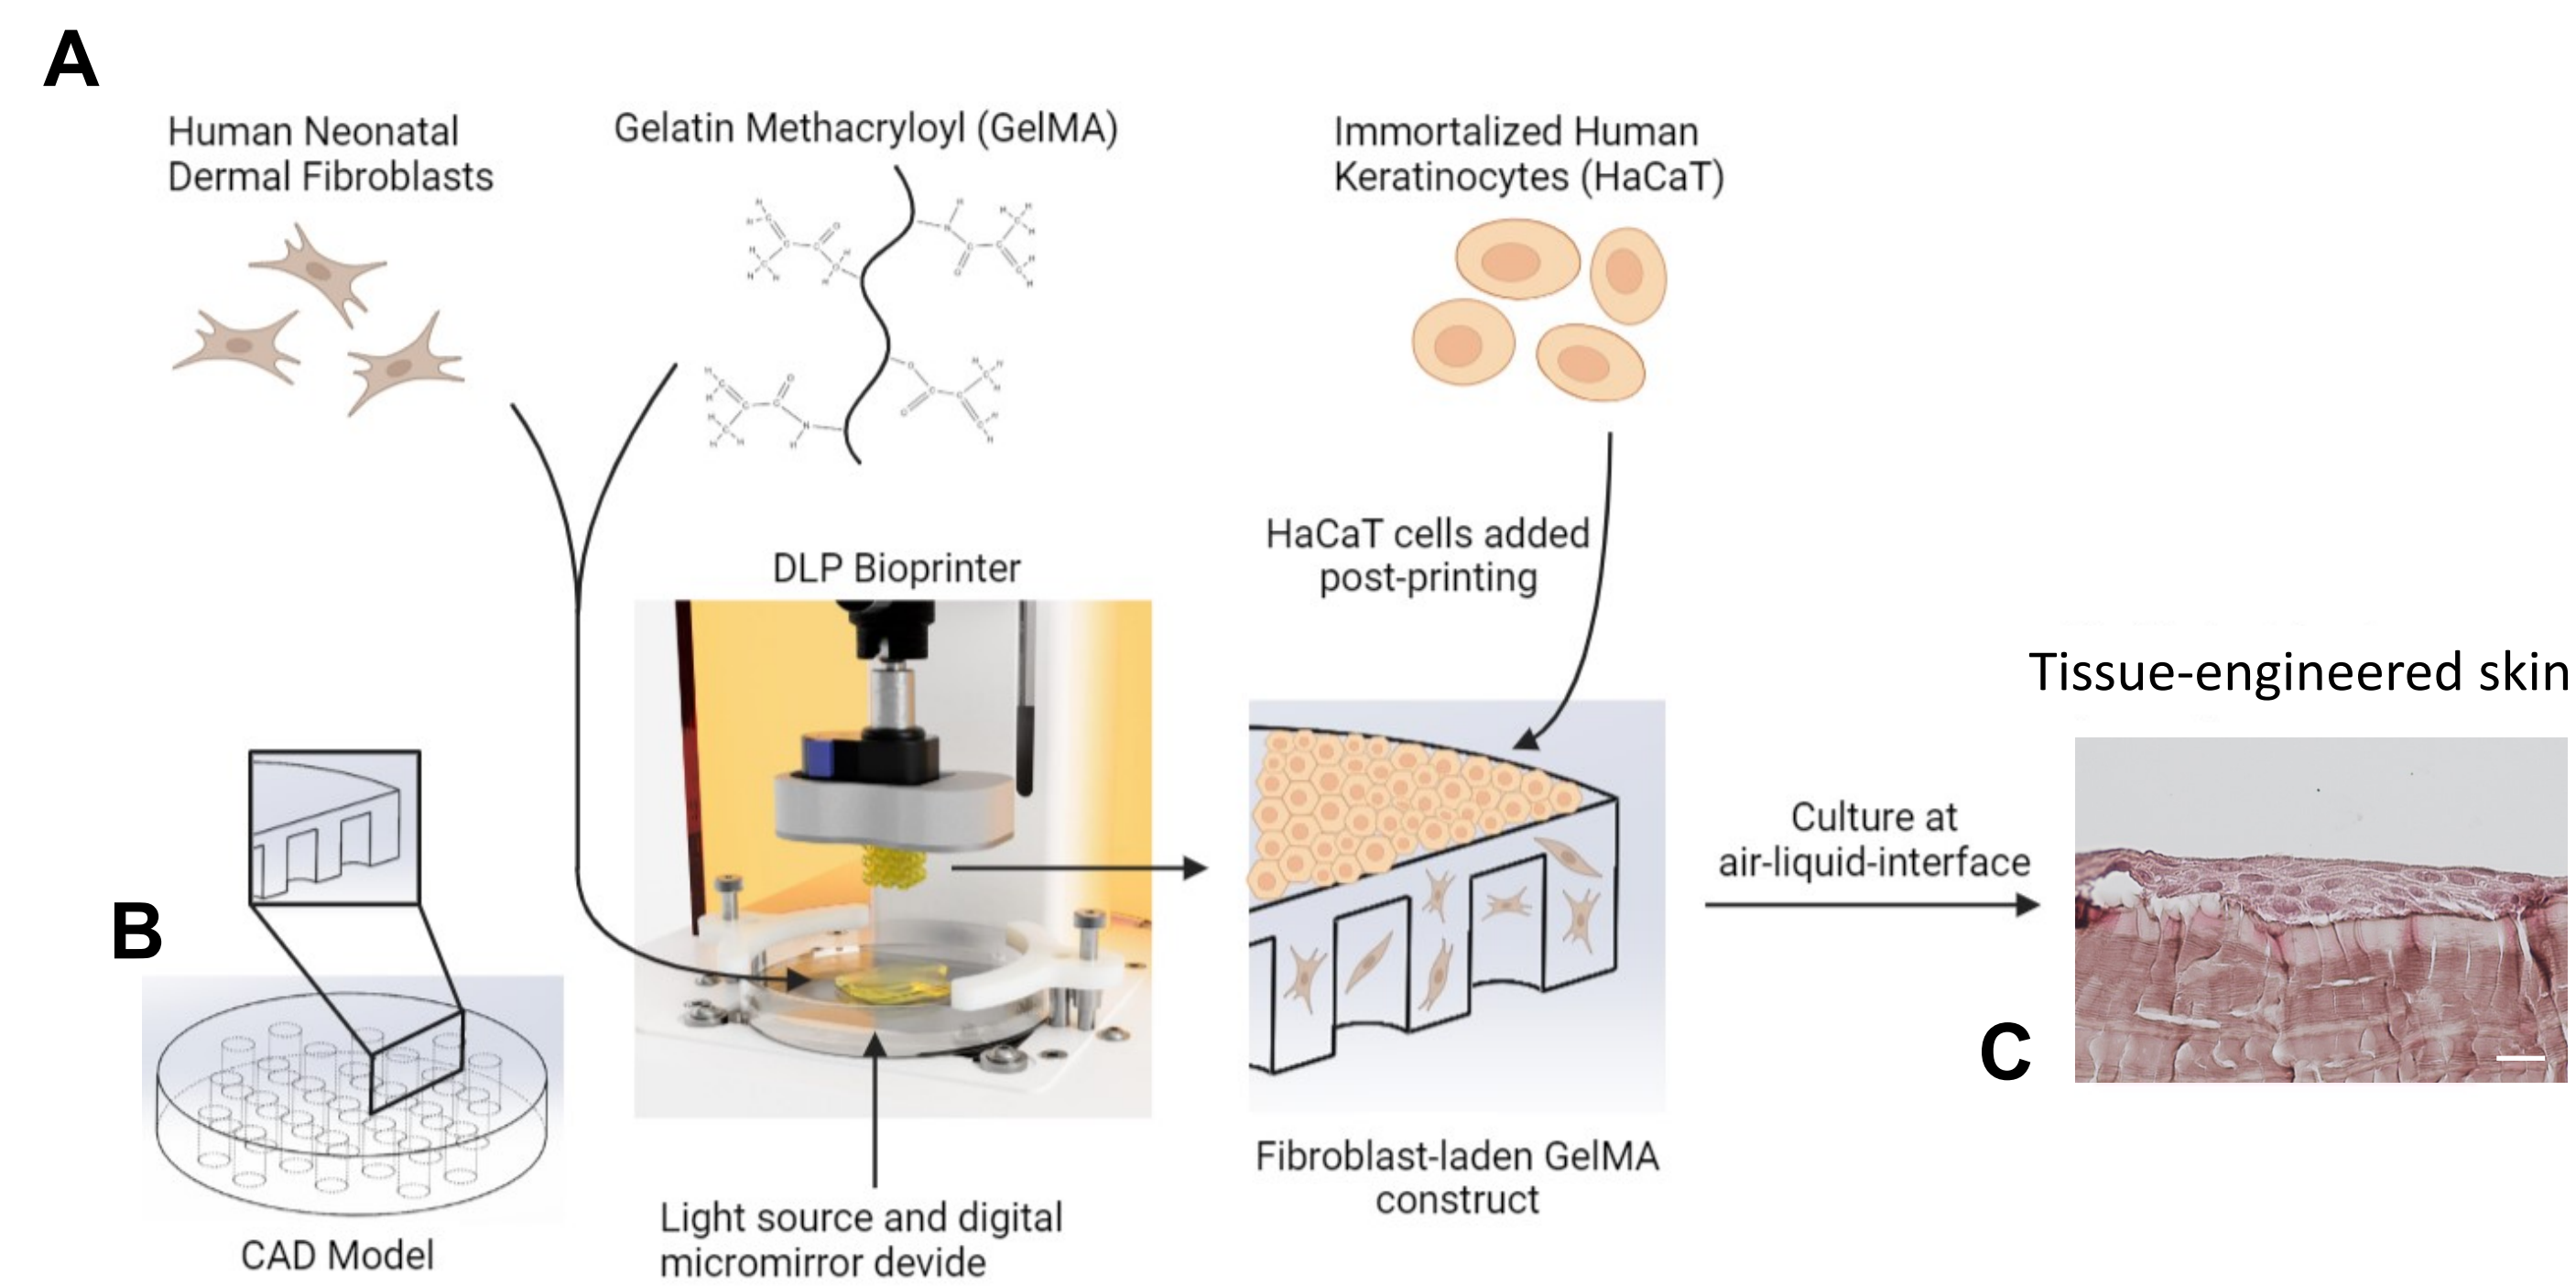 A
Human Neonatal
Dermal Fibroblasts
Gelatin Methacryloyl (GelMA)
Immortalized Human
Keratinocytes (HaCaT)
HaCaT cells added
post-printing
DLP Bioprinter
Tissue-engineered skin
Culture at
air-liquid-interface
B
C
CAD Model
Light source and digital
micromirror devide
Fibroblast-laden GelMA
construct